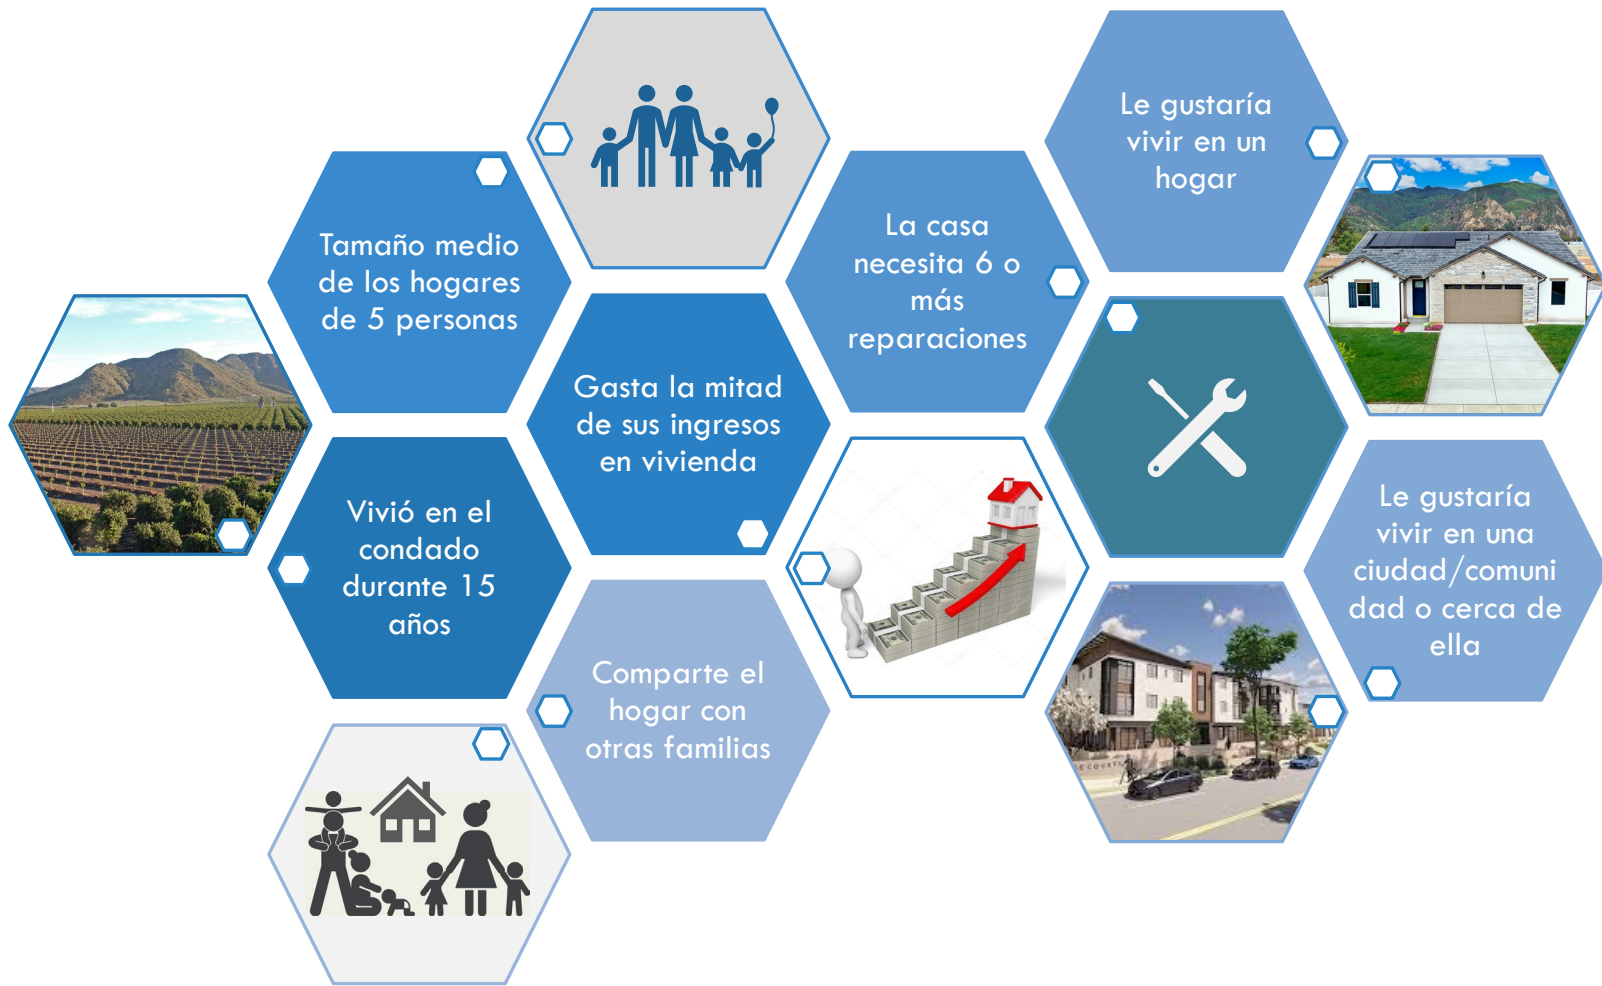 Le gustaría
vivir en un
hogar
Tamaño medio
de los hogares
de 5 personas
La casa
necesita 6 o
más
reparaciones
Gasta la mitad
de sus ingresos
en vivienda
Vivió en el
condado
durante 15
años
Le gustaría
vivir en una
ciudad/comuni
dad o cerca de
ella
Comparte el
hogar con
otras familias